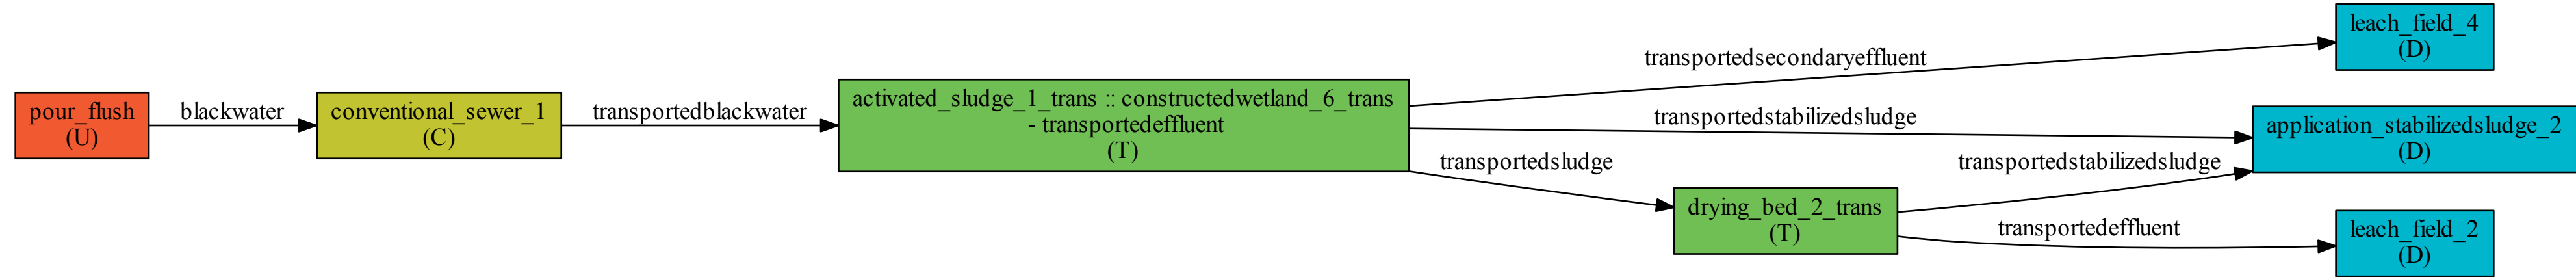 pour_flush
(U)
blackwater
conventional_sewer_1
(C)
transportedblackwater
activated_sludge_1_trans :: constructedwetland_6_trans
- transportedeffluent
(T)
transportedsecondaryeffluent
transportedstabilizedsludge
transportedsludge
drying_bed_2_trans
(T)
transportedstabilizedsludge
transportedeffluent
leach_field_4
(D)
application_stabilizedsludge_2
(D)
leach_field_2
(D)